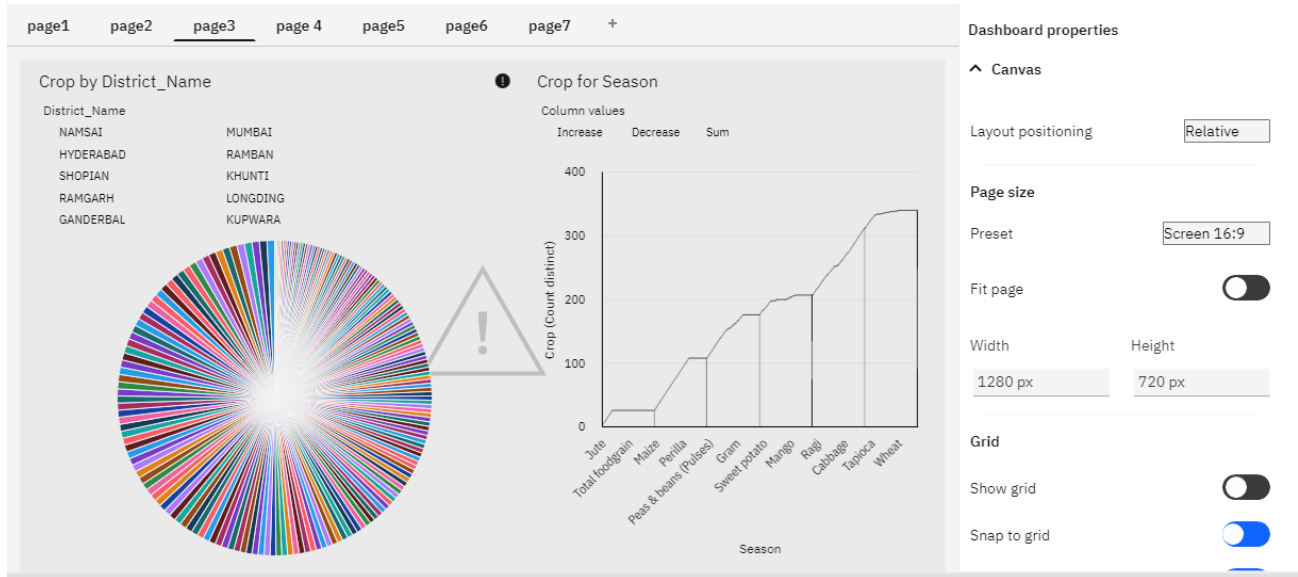 page1 page2 page3 page 4 page5 page6 page7 +
Crop by District_Name
District_Name
NAMSAI MUMBAI
HYDERABAD RAMBAN
SHOPIAN KHUNTI
RAMGARH LONGDING
GANDERBAL KUPWARA
Crop for Season
Column values
Increase Decrease Sum
Crop (Count distinct)
400
300
200
100
0
Jute
Total foodgrain
Maize
Perilla
Peas & beans (Pulses)
Gram
Sweet potato
Mango
Ragi
Cabbage
Tapioca
Wheat
Season
Dashboard properties
Canvas
Layout positioning Relative
Page size
Preset Screen 16:9
Fit page
Width Height
1280 px 720 px
Grid
Show grid
Snap to grid